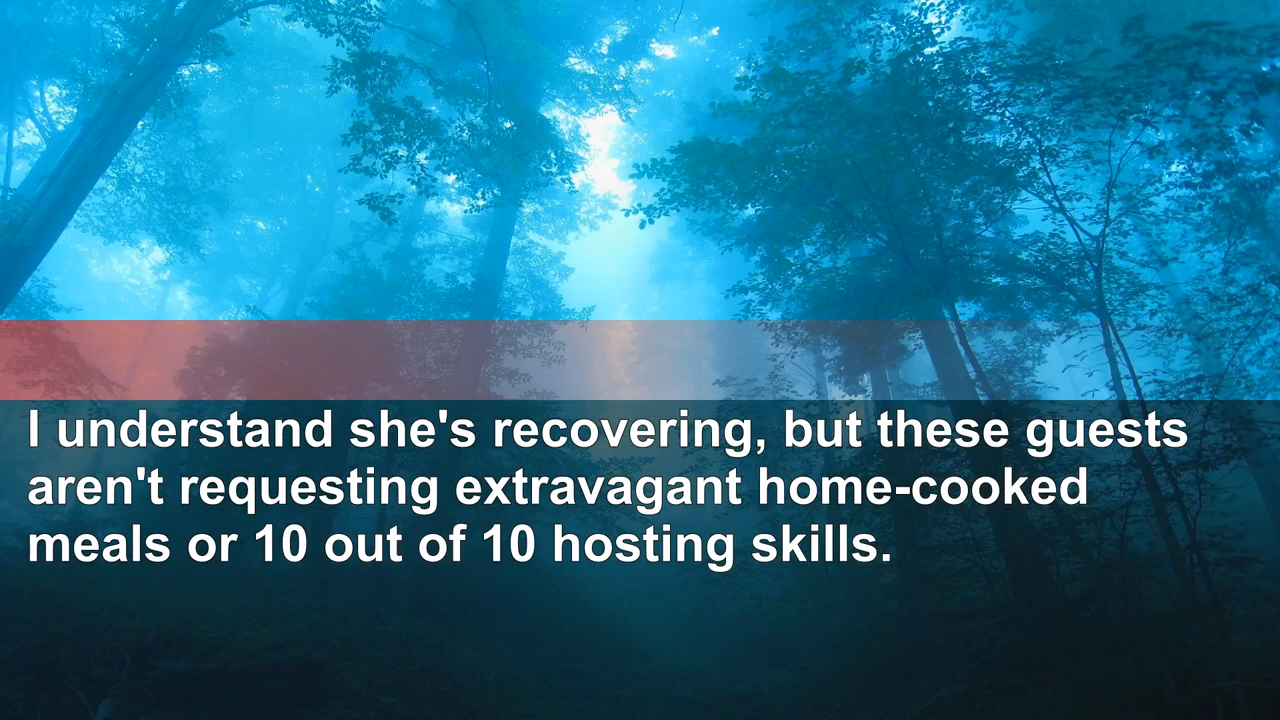 I understand she's recovering, but these guests
aren't requesting extravagant home-cooked
meals or 10 out of 10 hosting skills.